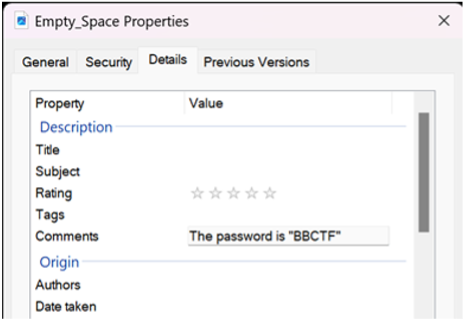 Empty_Space Properties
General Security Details Previous Versions
Property Value
Description
Title
Subject
Rating
Tags
Comments The password is "BBCTF"
Origin
Authors
Date taken